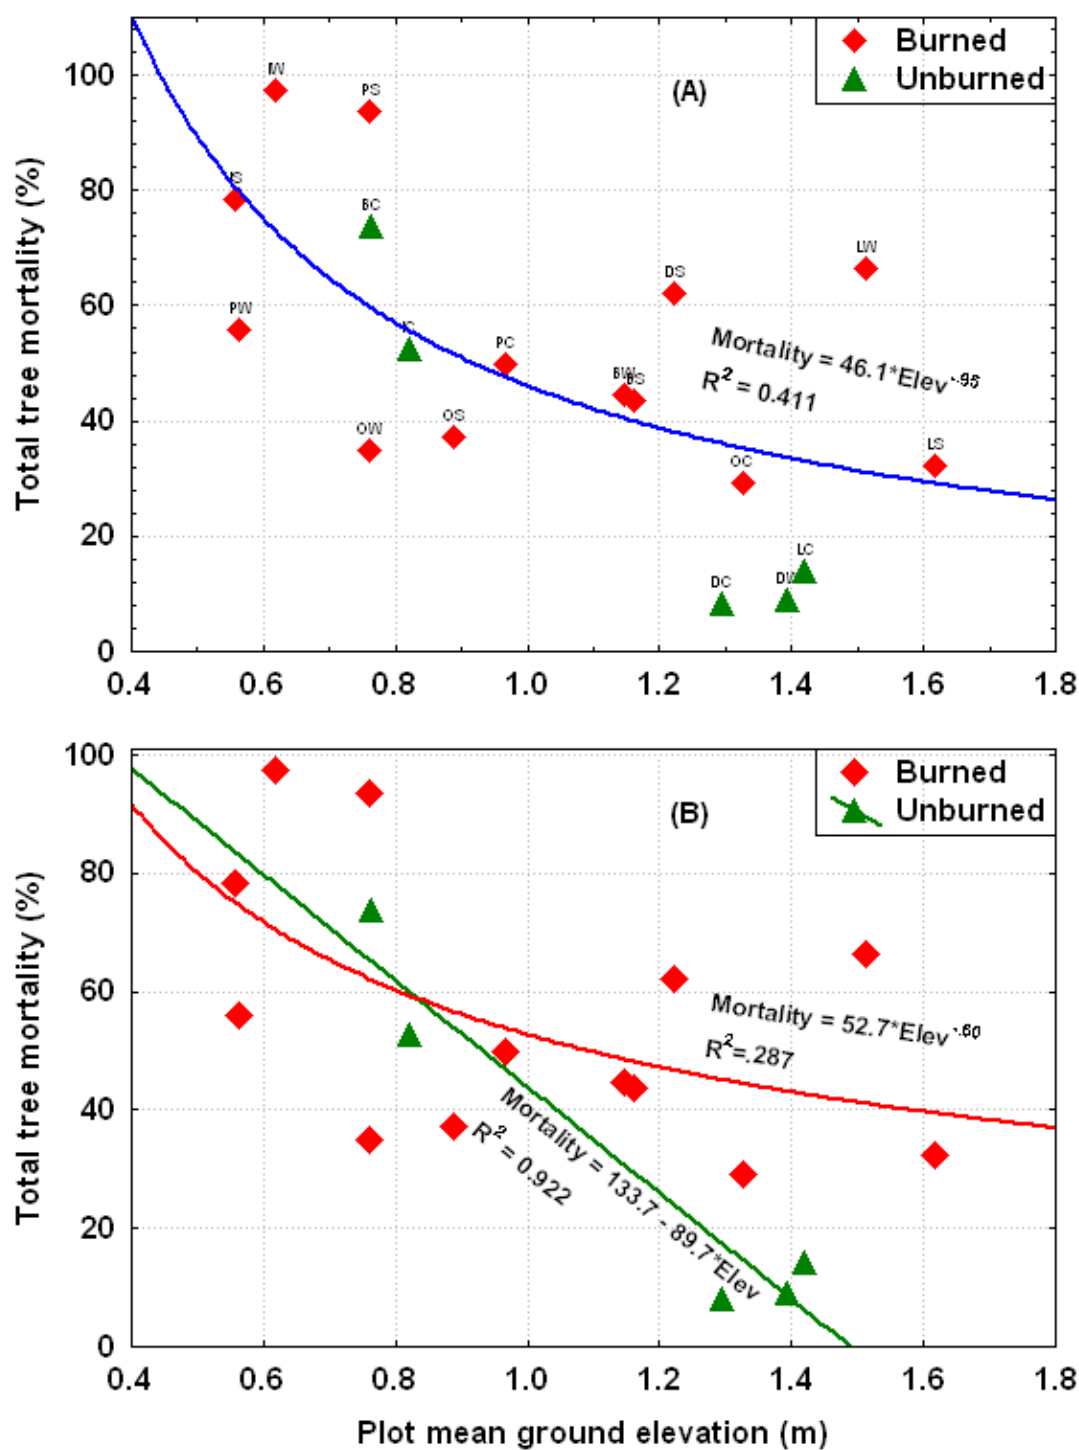 Burned
Unburned
(A)
Total tree mortality (%)
100
80
60
40
20
0
IW
PS
IS
BC
PW
IC
PC
OW
OS
DS
LW
BW
BS
OC
LS
DC
DW
LC
Mortality = 46.1*Elev^-.95
R² = 0.411
0.4 0.6 0.8 1.0 1.2 1.4 1.6 1.8
Burned
Unburned
(B)
Total tree mortality (%)
100
80
60
40
20
0
Mortality = 52.7*Elev^-.60
R²=.287
Mortality = 133.7 - 89.7*Elev
R² = 0.922
0.4 0.6 0.8 1.0 1.2 1.4 1.6 1.8
Plot mean ground elevation (m)